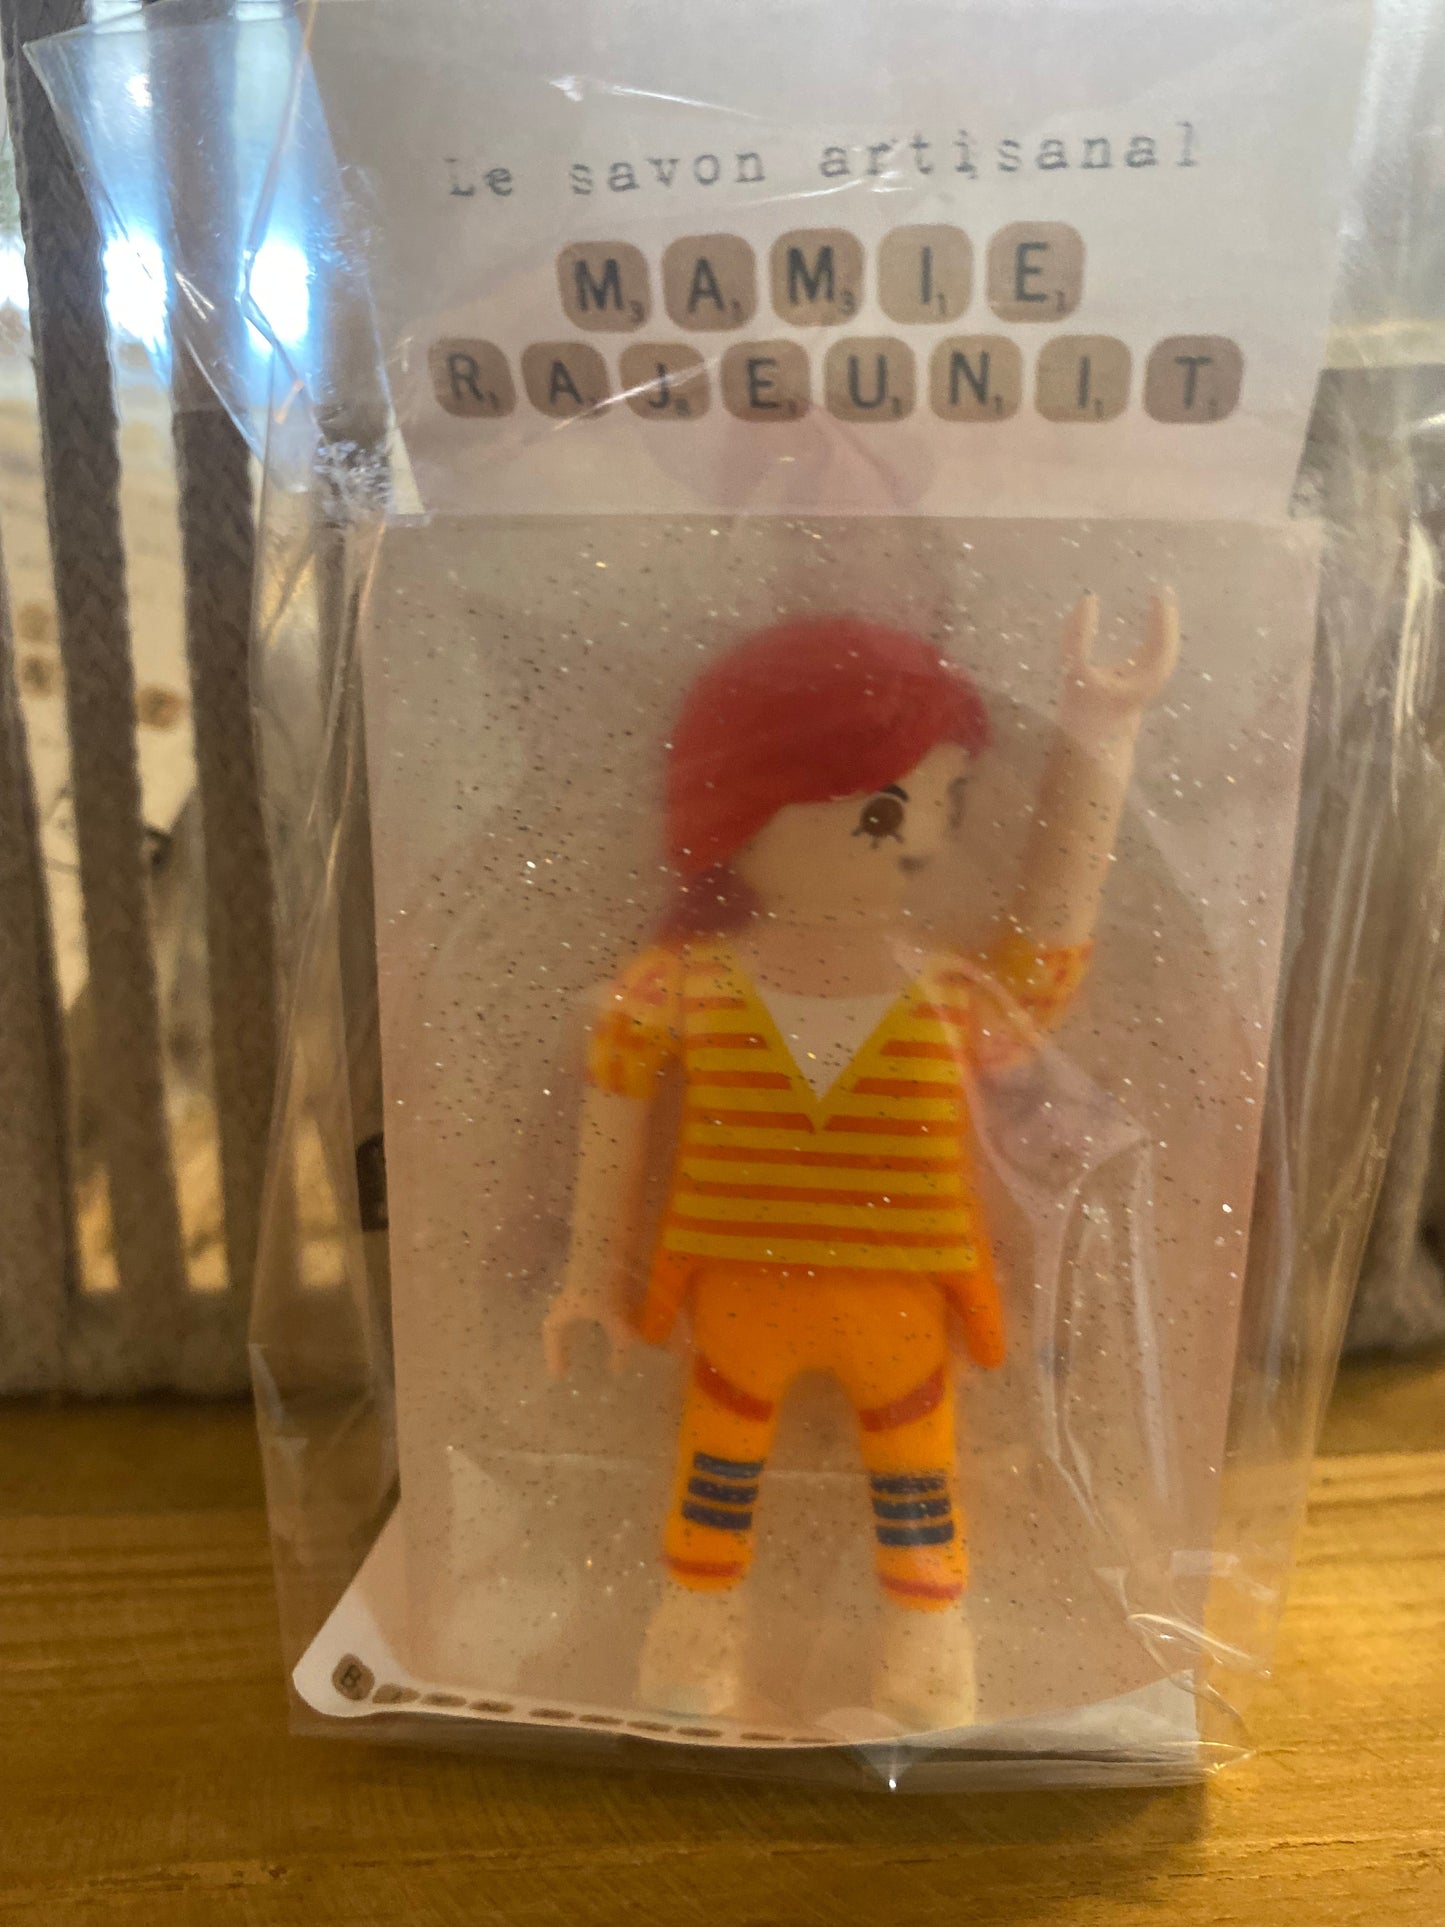 Le savon artisanal
MAMIE
RAJEUNIT
B